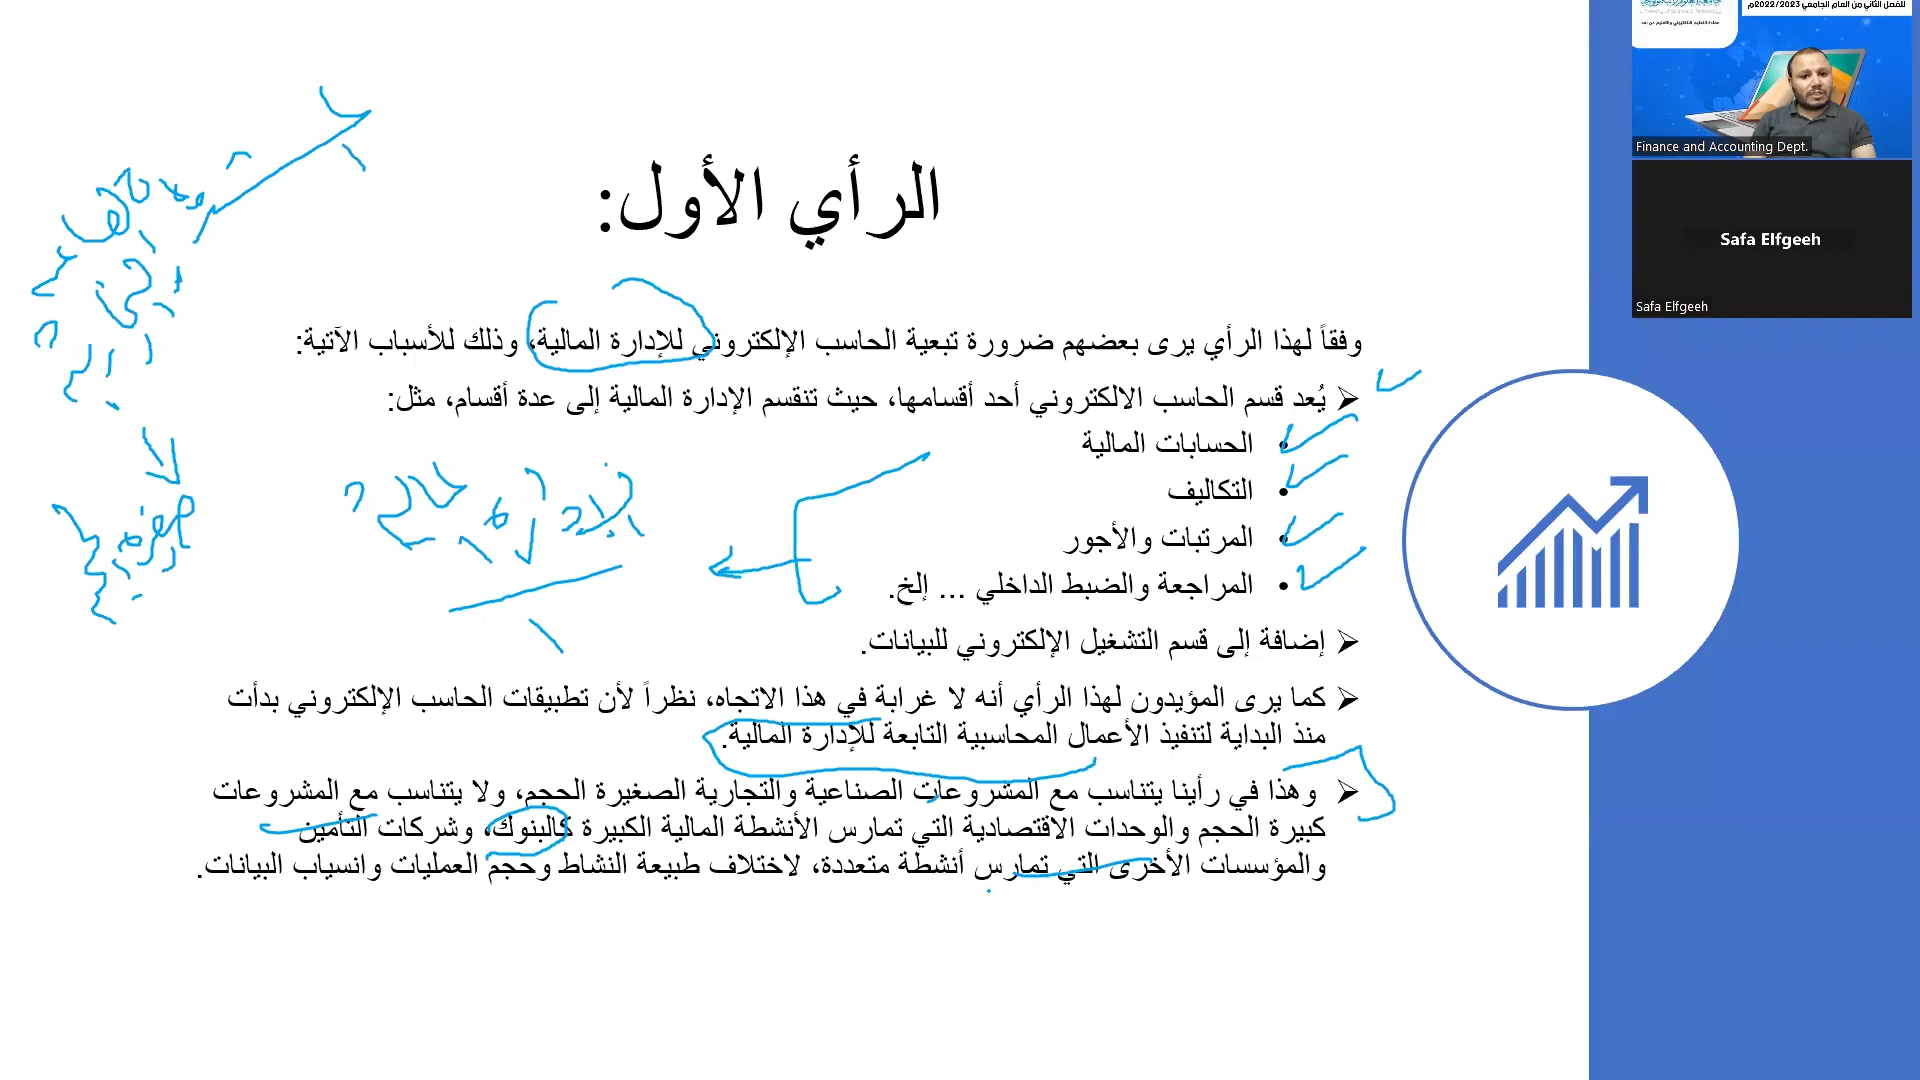 للفصل الثاني من العام الجامعي 2022/2023م
Finance and Accounting Dept.
Safa Elfgeeh
Safa Elfgeeh
الرأي الأول:
وفقاً لهذا الرأي يرى بعضهم ضرورة تبعية الحاسب الإلكتروني للإدارة المالية، وذلك للأسباب الآتية:
⮚ يُعد قسم الحاسب الالكتروني أحد أقسامها، حيث تنقسم الإدارة المالية إلى عدة أقسام، مثل:
• الحسابات المالية
• التكاليف
• المرتبات والأجور
• المراجعة والضبط الداخلي ... إلخ.
الإدارة المالية
⮚ إضافة إلى قسم التشغيل الإلكتروني للبيانات.
⮚ كما يرى المؤيدون لهذا الرأي أنه لا غرابة في هذا الاتجاه، نظراً لأن تطبيقات الحاسب الإلكتروني بدأت
منذ البداية لتنفيذ الأعمال المحاسبية التابعة للإدارة المالية.
⮚ وهذا في رأينا يتناسب مع المشروعات الصناعية والتجارية الصغيرة الحجم، ولا يتناسب مع المشروعات
كبيرة الحجم والوحدات الاقتصادية التي تمارس الأنشطة المالية الكبيرة كالبنوك، وشركات التأمين
والمؤسسات الأخرى التي تمارس أنشطة متعددة، لاختلاف طبيعة النشاط وحجم العمليات وانسياب البيانات.